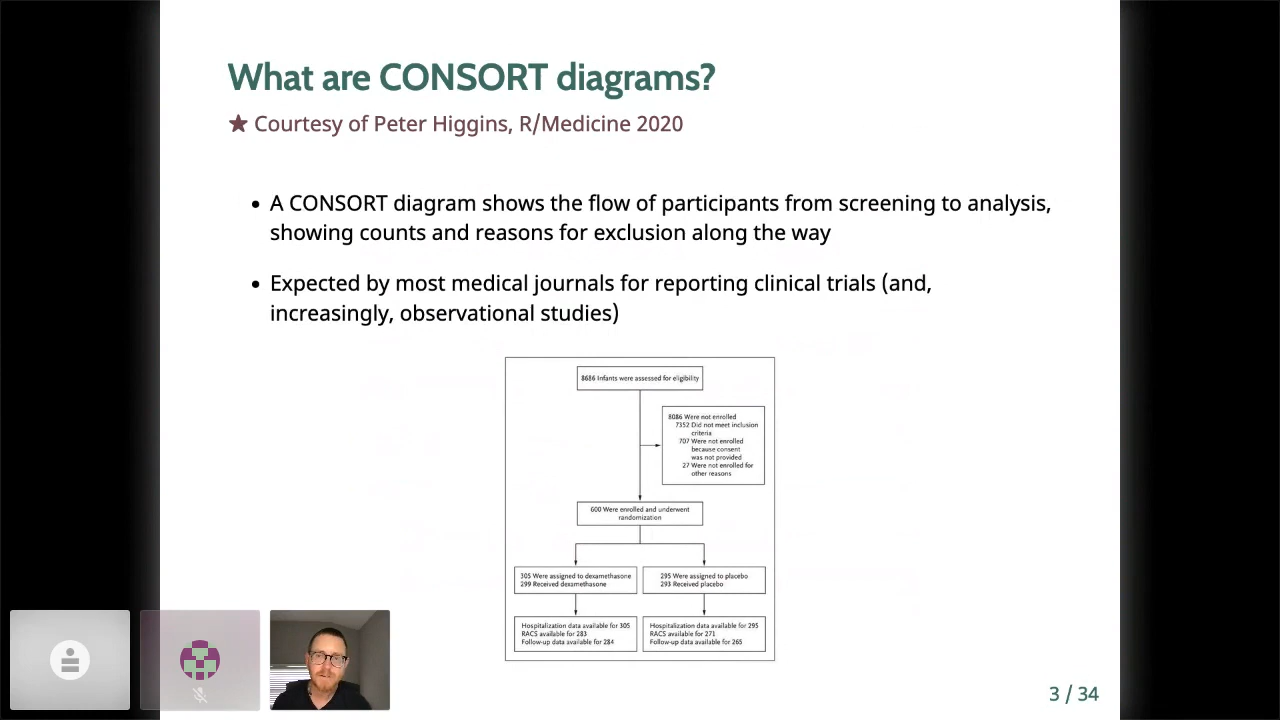 What are CONSORT diagrams?
★ Courtesy of Peter Higgins, R/Medicine 2020
• A CONSORT diagram shows the flow of participants from screening to analysis,
showing counts and reasons for exclusion along the way
• Expected by most medical journals for reporting clinical trials (and,
increasingly, observational studies)
8686 Infants were assessed for eligibility
8086 Were not enrolled
7352 Did not meet inclusion
criteria
707 Were not enrolled
because consent
was not provided
27 Were not enrolled for
other reasons
600 Were enrolled and underwent
randomization
305 Were assigned to dexamethasone
299 Received dexamethasone
295 Were assigned to placebo
293 Received placebo
Hospitalization data available for 305
RACS available for 283
Follow-up data available for 284
Hospitalization data available for 295
RACS available for 271
Follow-up data available for 265
3 / 34